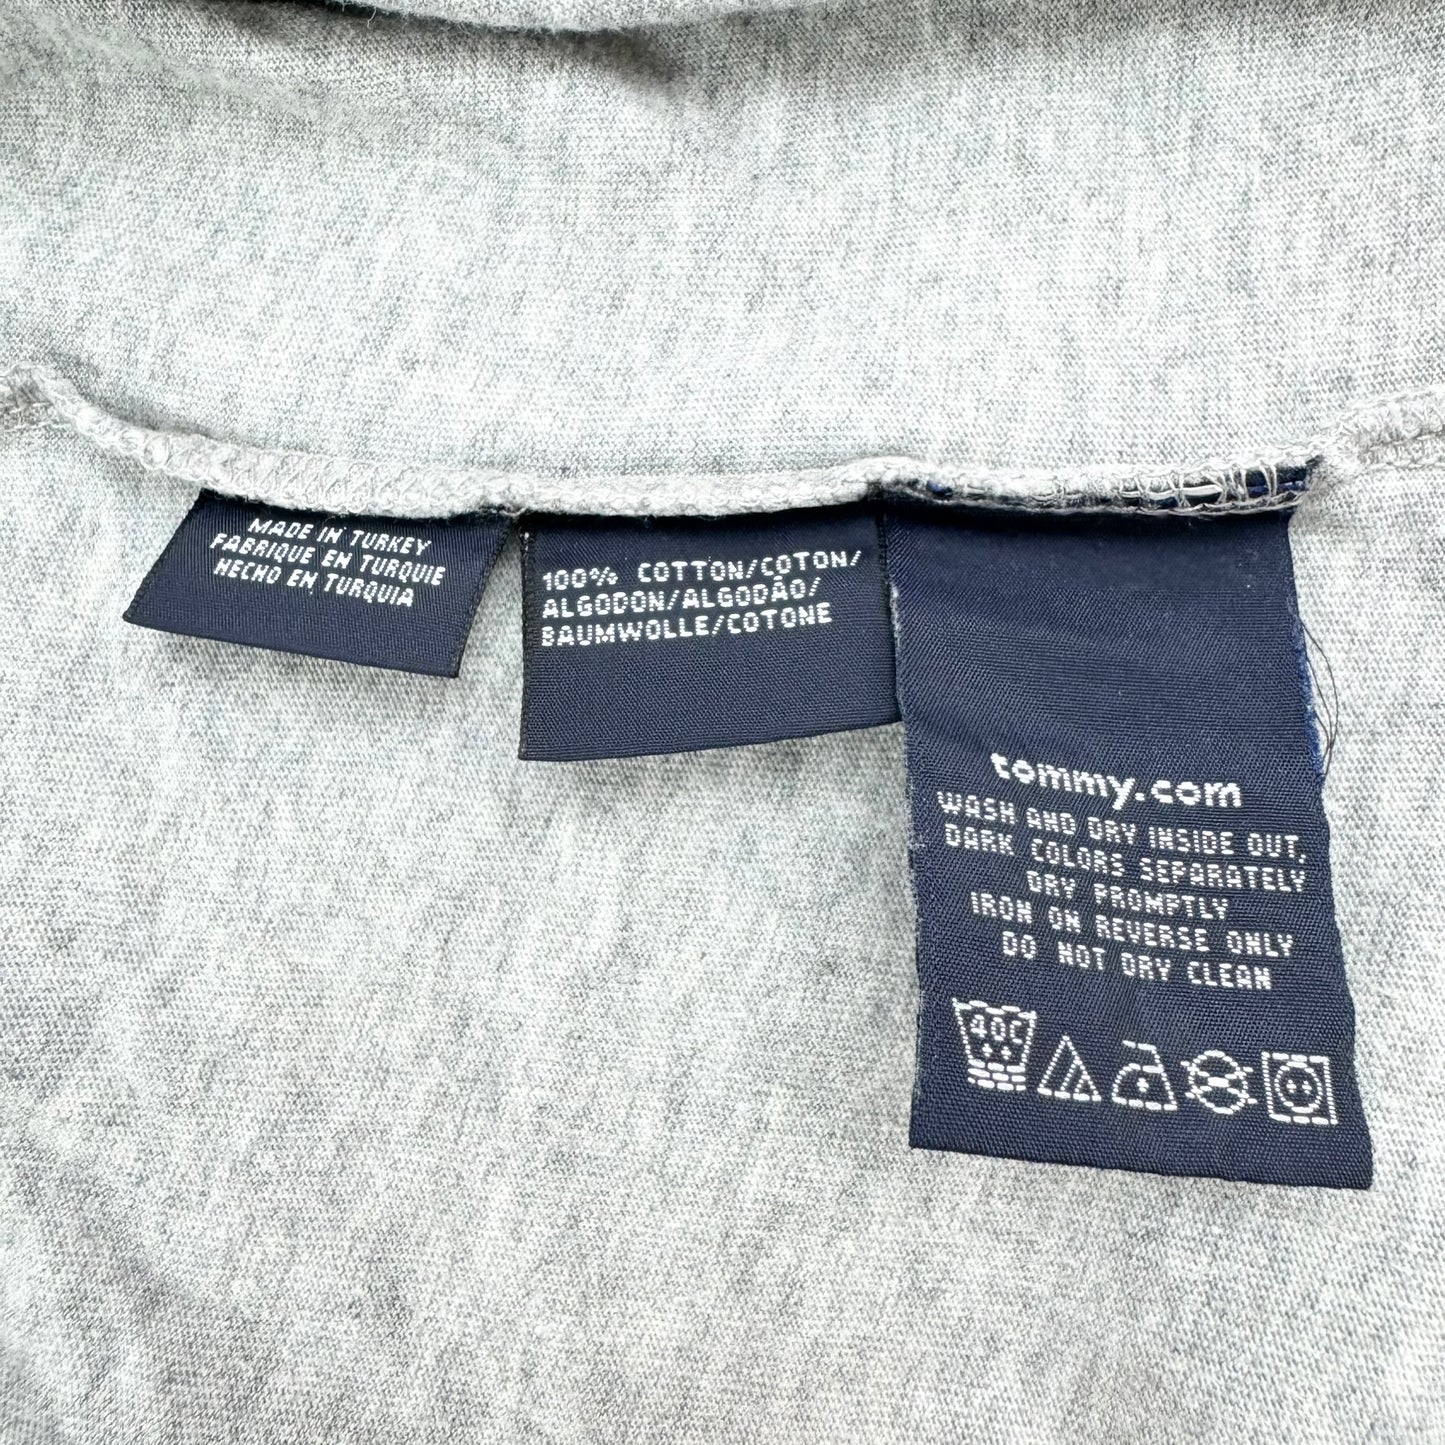 MADE IN TURKEY
FABRIQUE EN TURQUIE
HECHO EN TURQUIA
100% COTTON/COTON/
ALGODON/ALGODÃO/
BAUMWOLLE/COTONE
tommy.com
WASH AND DRY INSIDE OUT,
DARK COLORS SEPARATELY
DRY PROMPTLY
IRON ON REVERSE ONLY
DO NOT DRY CLEAN
40C